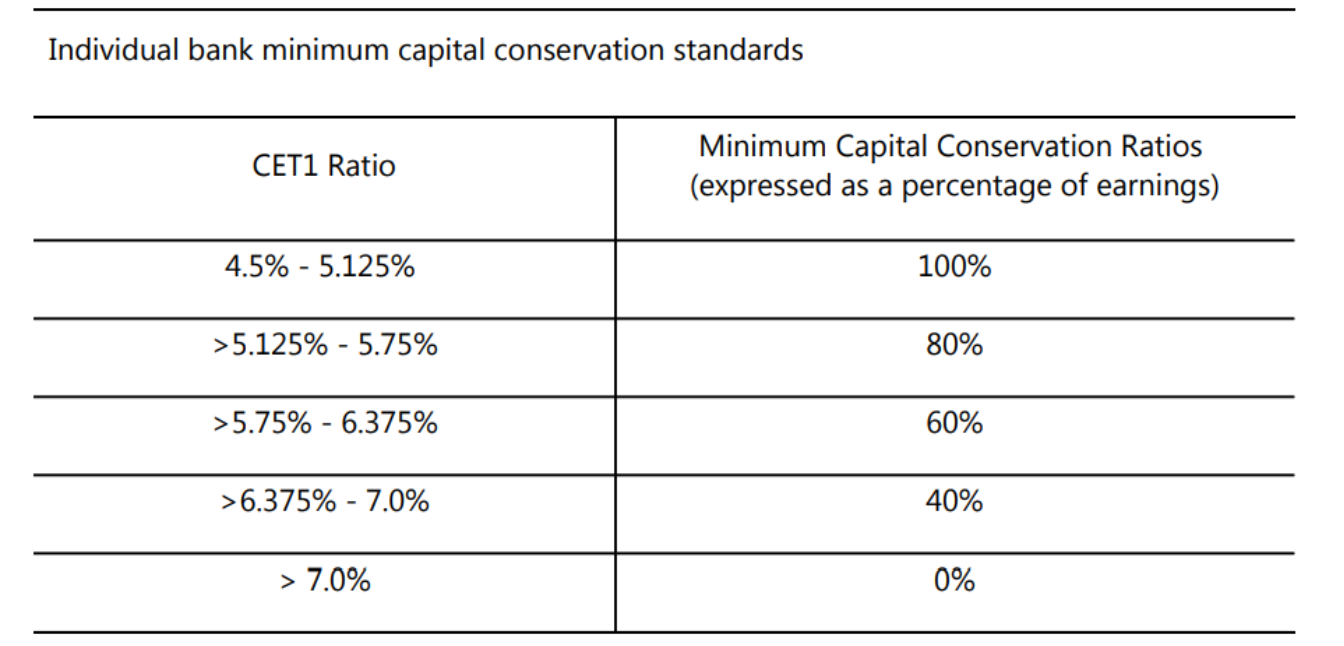 Individual bank minimum capital conservation standards
CET1 Ratio
Minimum Capital Conservation Ratios
(expressed as a percentage of earnings)
4.5% - 5.125%
100%
>5.125% - 5.75%
80%
>5.75% - 6.375%
60%
>6.375% - 7.0%
40%
> 7.0%
0%